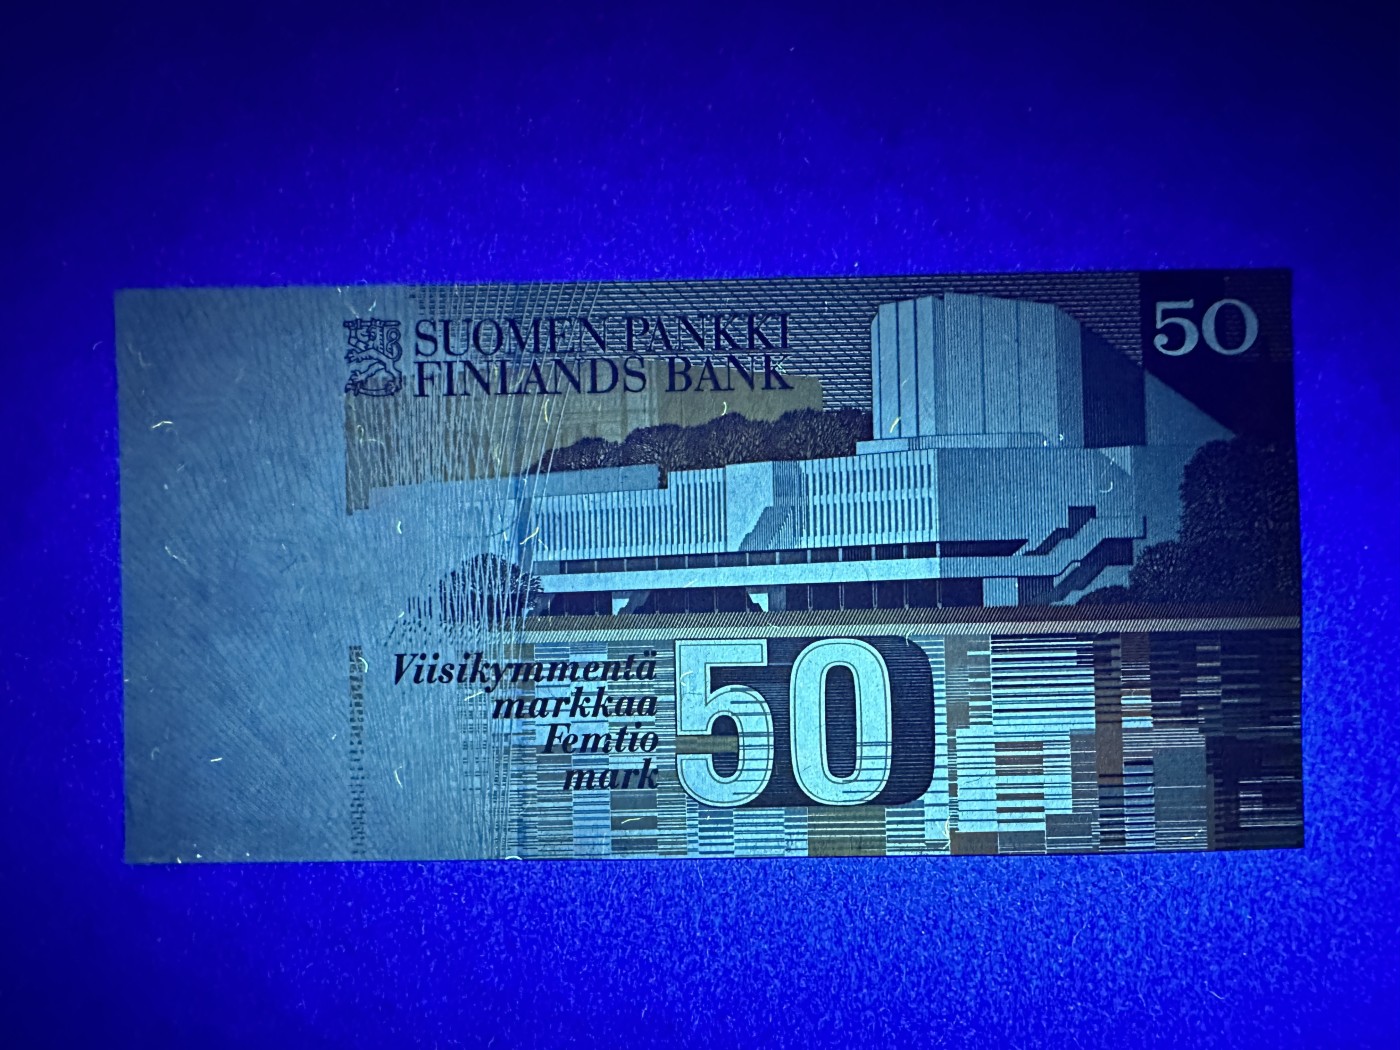 SUOMEN PANKKI
FINLANDS BANK
50
Viisikymmentä
markkaa
Femtio
mark
50